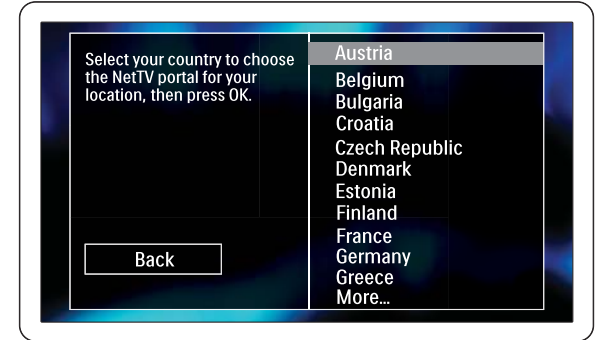 Select your country to choose
the NetTV portal for your
location, then press OK.
Back
Austria
Belgium
Bulgaria
Croatia
Czech Republic
Denmark
Estonia
Finland
France
Germany
Greece
More...